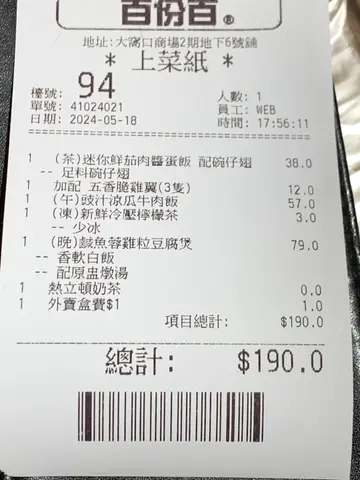 百份百®
地址:大窩口商場2期地下6號舖
* 上菜紙 *
檯號: 94 人數: 1
單號: 41024021 員工: WEB
日期: 2024-05-18 時間: 17:56:11
1 (茶)迷你鮮茄肉醬蛋飯 配碗仔翅 38.0
-- 足料碗仔翅
1 加配 五香脆雞翼(3隻) 12.0
1 (午)豉汁涼瓜牛肉飯 57.0
1 (凍)新鮮冷壓檸檬茶 3.0
-- 少冰
1 (晚)鹹魚蓉雞粒豆腐煲 79.0
-- 香軟白飯
-- 配原盅燉湯
1 熱立頓奶茶 0.0
1 外賣盒費$1 1.0
項目總計: $190.0
總計: $190.0